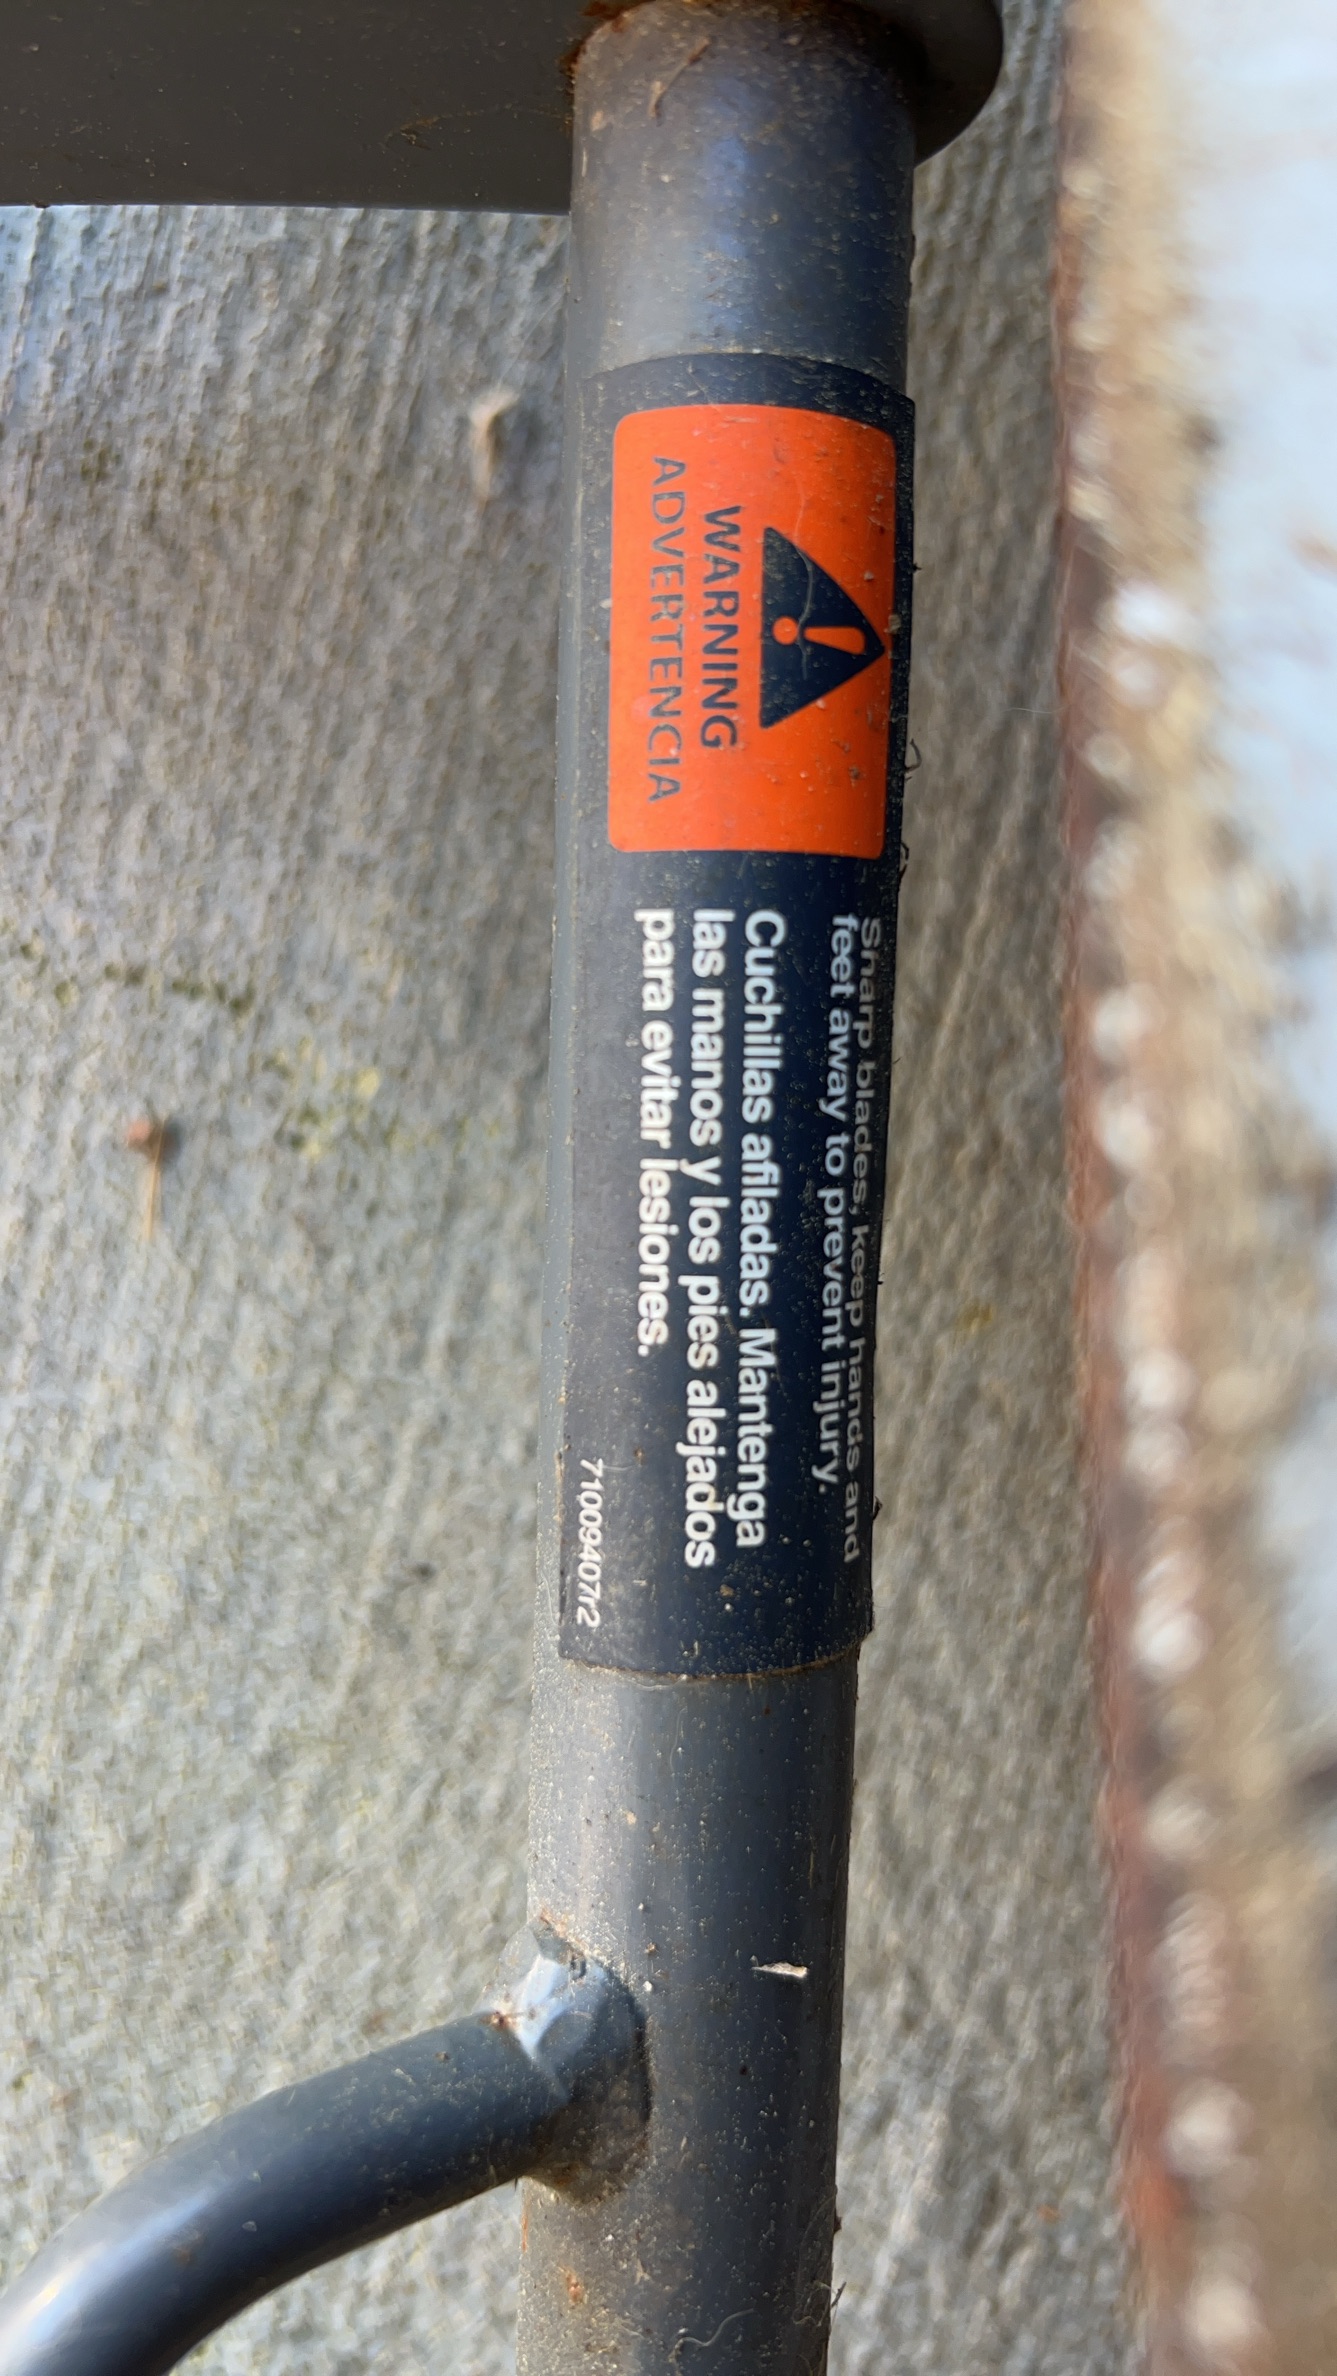 WARNING
ADVERTENCIA
Sharp blades, keep hands and
feet away to prevent injury.
Cuchillas afiladas. Mantenga
las manos y los pies alejados
para evitar lesiones.
71009407r2